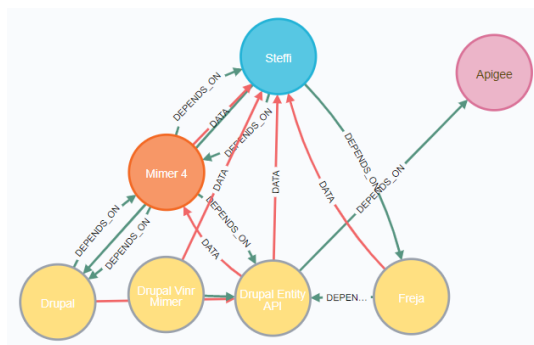 Steffi
Apigee
DEPENDS_ON
DATA
DEPENDS_ON
Mimer 4
DEPENDS_ON
DATA
DATA
DATA
DEPENDS_ON
DEPENDS_ON
DEPENDS_ON
DEPENDS_ON
DATA
Drupal
Drupal Vinr
Mimer
Drupal Entity
API
DEPEN...
Freja